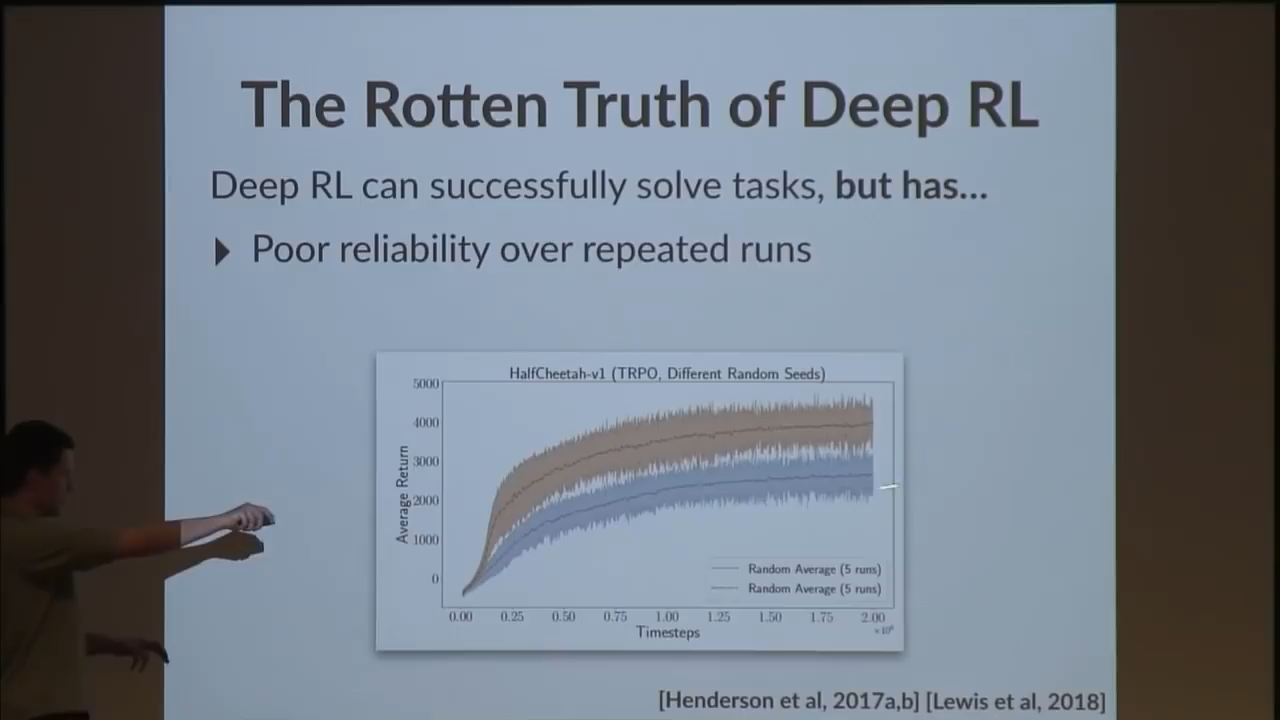 The Rotten Truth of Deep RL
Deep RL can successfully solve tasks, but has...
Poor reliability over repeated runs
HalfCheetah-v1 (TRPO, Different Random Seeds)
5000
4000
3000
2000
1000
0
Average Return
Random Average (5 runs)
Random Average (5 runs)
0.00 0.25 0.50 0.75 1.00 1.25 1.50 1.75 2.00
Timesteps
×10⁶
[Henderson et al, 2017a,b] [Lewis et al, 2018]